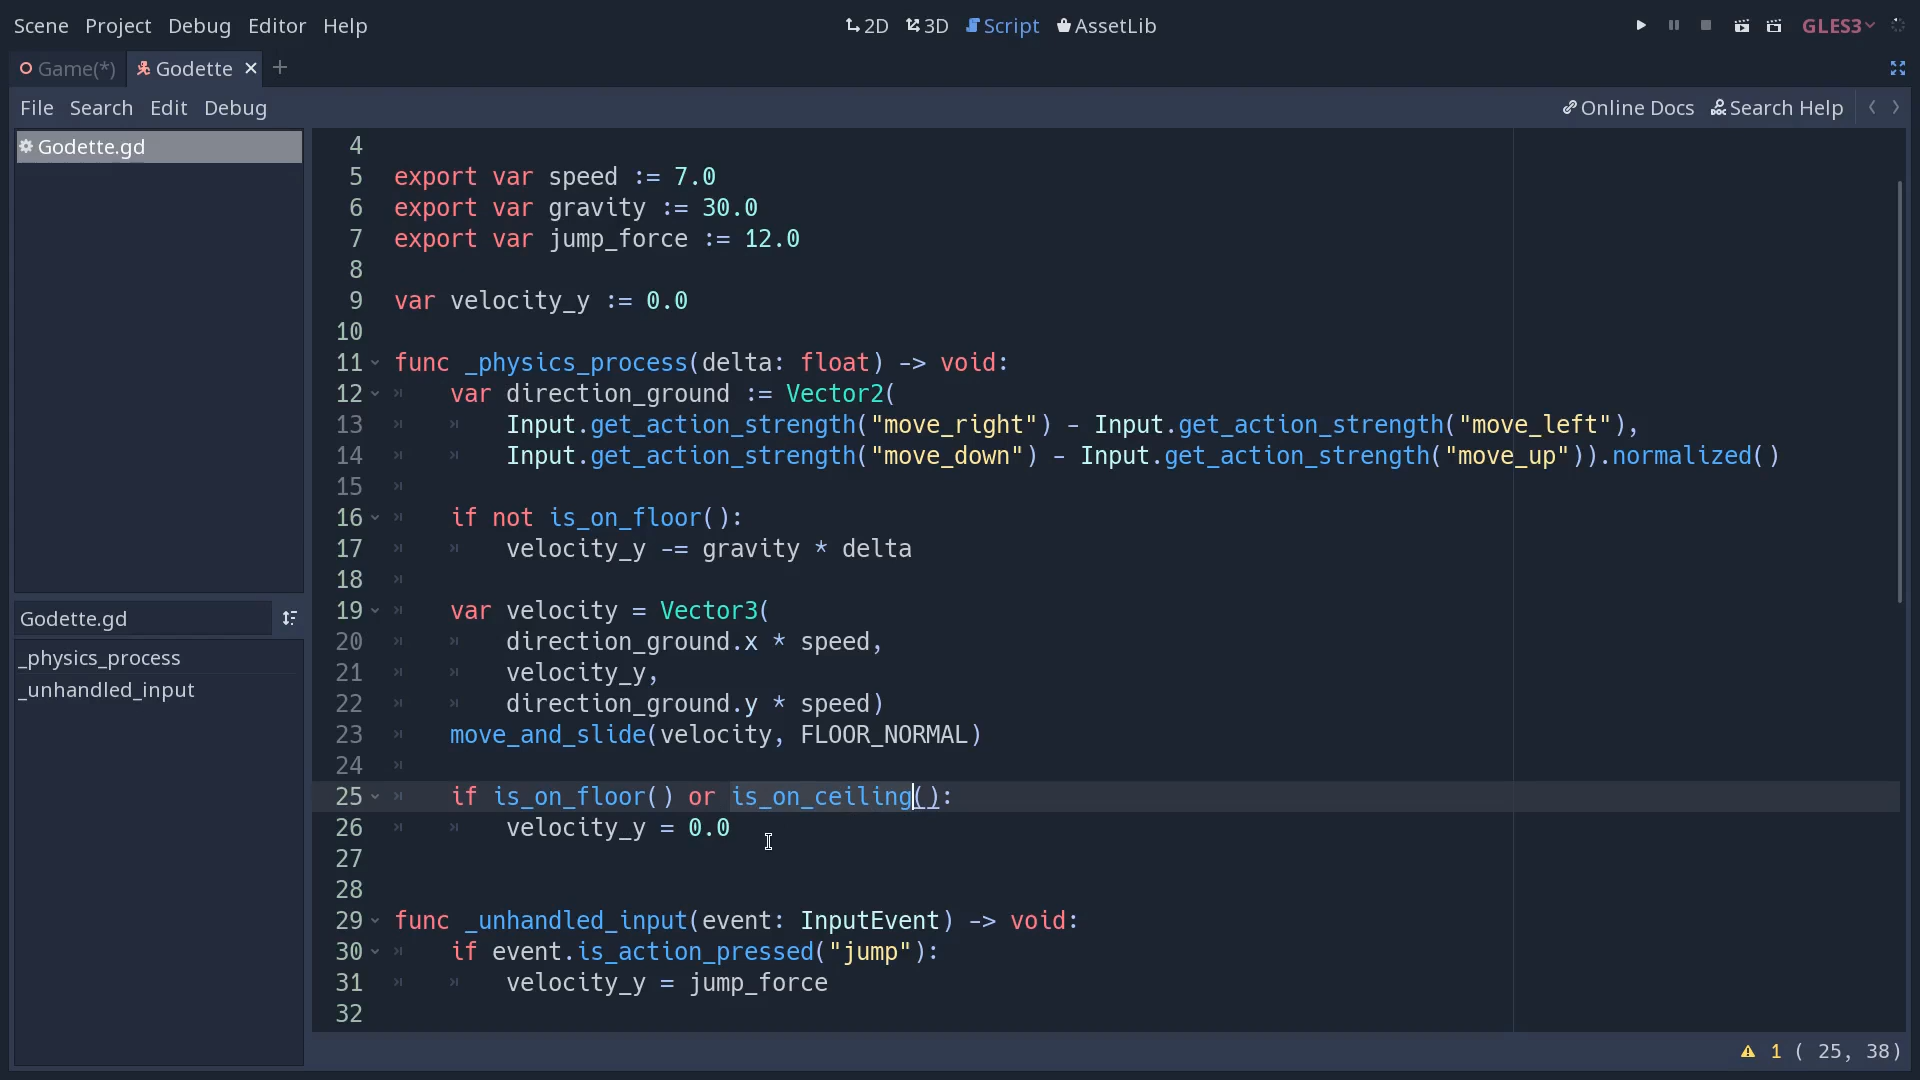 Scene Project Debug Editor Help 2D 3D Script AssetLib GLES3
Game(*) Godette
File Search Edit Debug Online Docs Search Help
Godette.gd
Godette.gd
_physics_process
_unhandled_input
4
5 export var speed := 7.0
6 export var gravity := 30.0
7 export var jump_force := 12.0
8
9 var velocity_y := 0.0
10
11 func _physics_process(delta: float) -> void:
12 var direction_ground := Vector2(
13 Input.get_action_strength("move_right") - Input.get_action_strength("move_left"),
14 Input.get_action_strength("move_down") - Input.get_action_strength("move_up")).normalized()
15
16 if not is_on_floor():
17 velocity_y -= gravity * delta
18
19 var velocity = Vector3(
20 direction_ground.x * speed,
21 velocity_y,
22 direction_ground.y * speed)
23 move_and_slide(velocity, FLOOR_NORMAL)
24
25 if is_on_floor() or is_on_ceiling():
26 velocity_y = 0.0
27
28
29 func _unhandled_input(event: InputEvent) -> void:
30 if event.is_action_pressed("jump"):
31 velocity_y = jump_force
32
1 ( 25, 38)